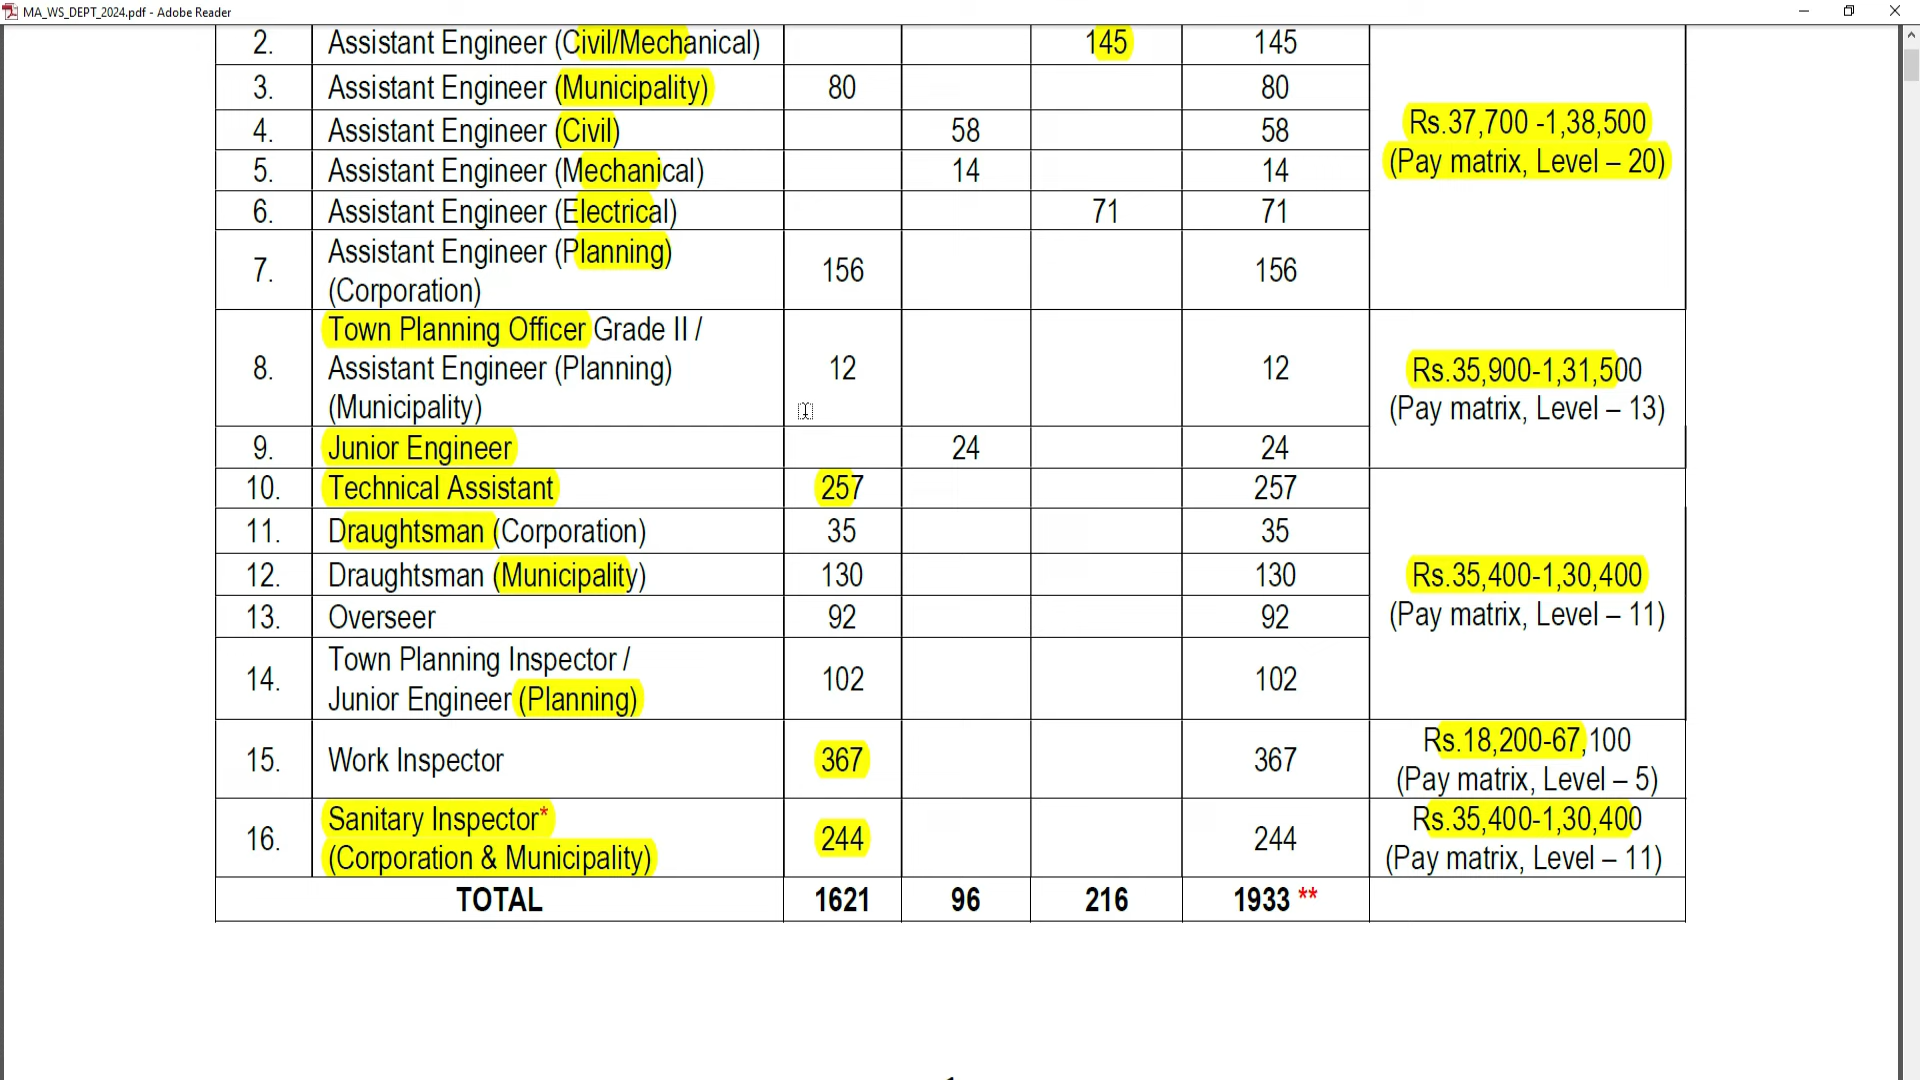 MA_WS_DEPT_2024.pdf - Adobe Reader
2. Assistant Engineer (Civil/Mechanical) 145 145
3. Assistant Engineer (Municipality) 80 80
Rs.37,700 -1,38,500
(Pay matrix, Level – 20)
4. Assistant Engineer (Civil) 58 58
5. Assistant Engineer (Mechanical) 14 14
6. Assistant Engineer (Electrical) 71 71
7. Assistant Engineer (Planning)
(Corporation) 156 156
8. Town Planning Officer Grade II /
Assistant Engineer (Planning)
(Municipality) 12 12
Rs.35,900-1,31,500
(Pay matrix, Level – 13)
9. Junior Engineer 24 24
10. Technical Assistant 257 257
11. Draughtsman (Corporation) 35 35
12. Draughtsman (Municipality) 130 130
Rs.35,400-1,30,400
(Pay matrix, Level – 11)
13. Overseer 92 92
14. Town Planning Inspector /
Junior Engineer (Planning) 102 102
15. Work Inspector 367 367
Rs.18,200-67,100
(Pay matrix, Level – 5)
16. Sanitary Inspector*
(Corporation & Municipality) 244 244
Rs.35,400-1,30,400
(Pay matrix, Level – 11)
TOTAL 1621 96 216 1933 **